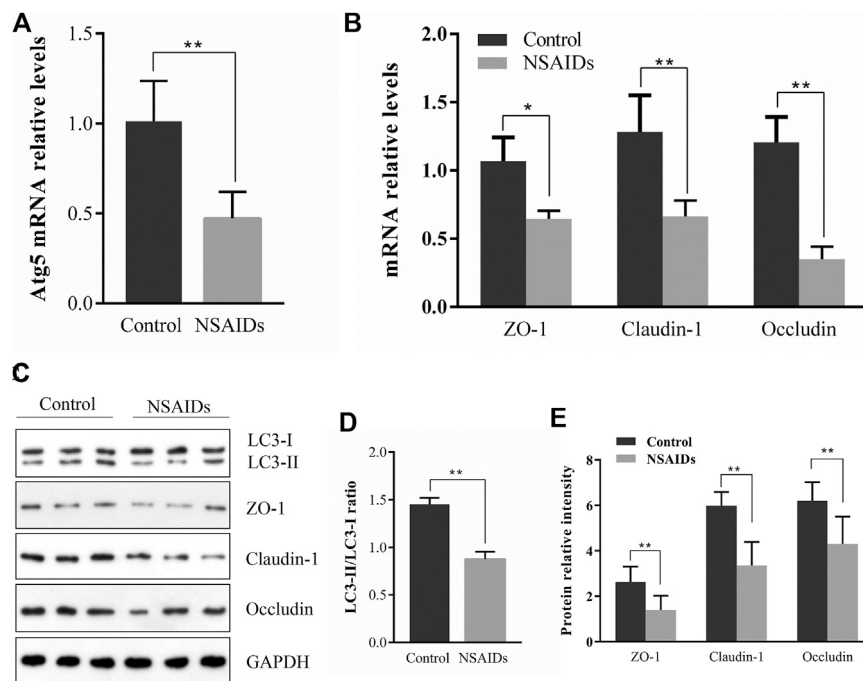 A
Atg5 mRNA relative levels
1.5
1.0
0.5
0.0
**
Control NSAIDs
B
mRNA relative levels
2.0
1.5
1.0
0.5
0.0
Control
NSAIDs
*
**
**
ZO-1 Claudin-1 Occludin
C
Control NSAIDs
LC3-I
LC3-II
ZO-1
Claudin-1
Occludin
GAPDH
D
LC3-II/LC3-I ratio
2.0
1.5
1.0
0.5
0.0
**
Control NSAIDs
E
Protein relative intensity
8
6
4
2
0
Control
NSAIDs
**
**
**
ZO-1 Claudin-1 Occludin